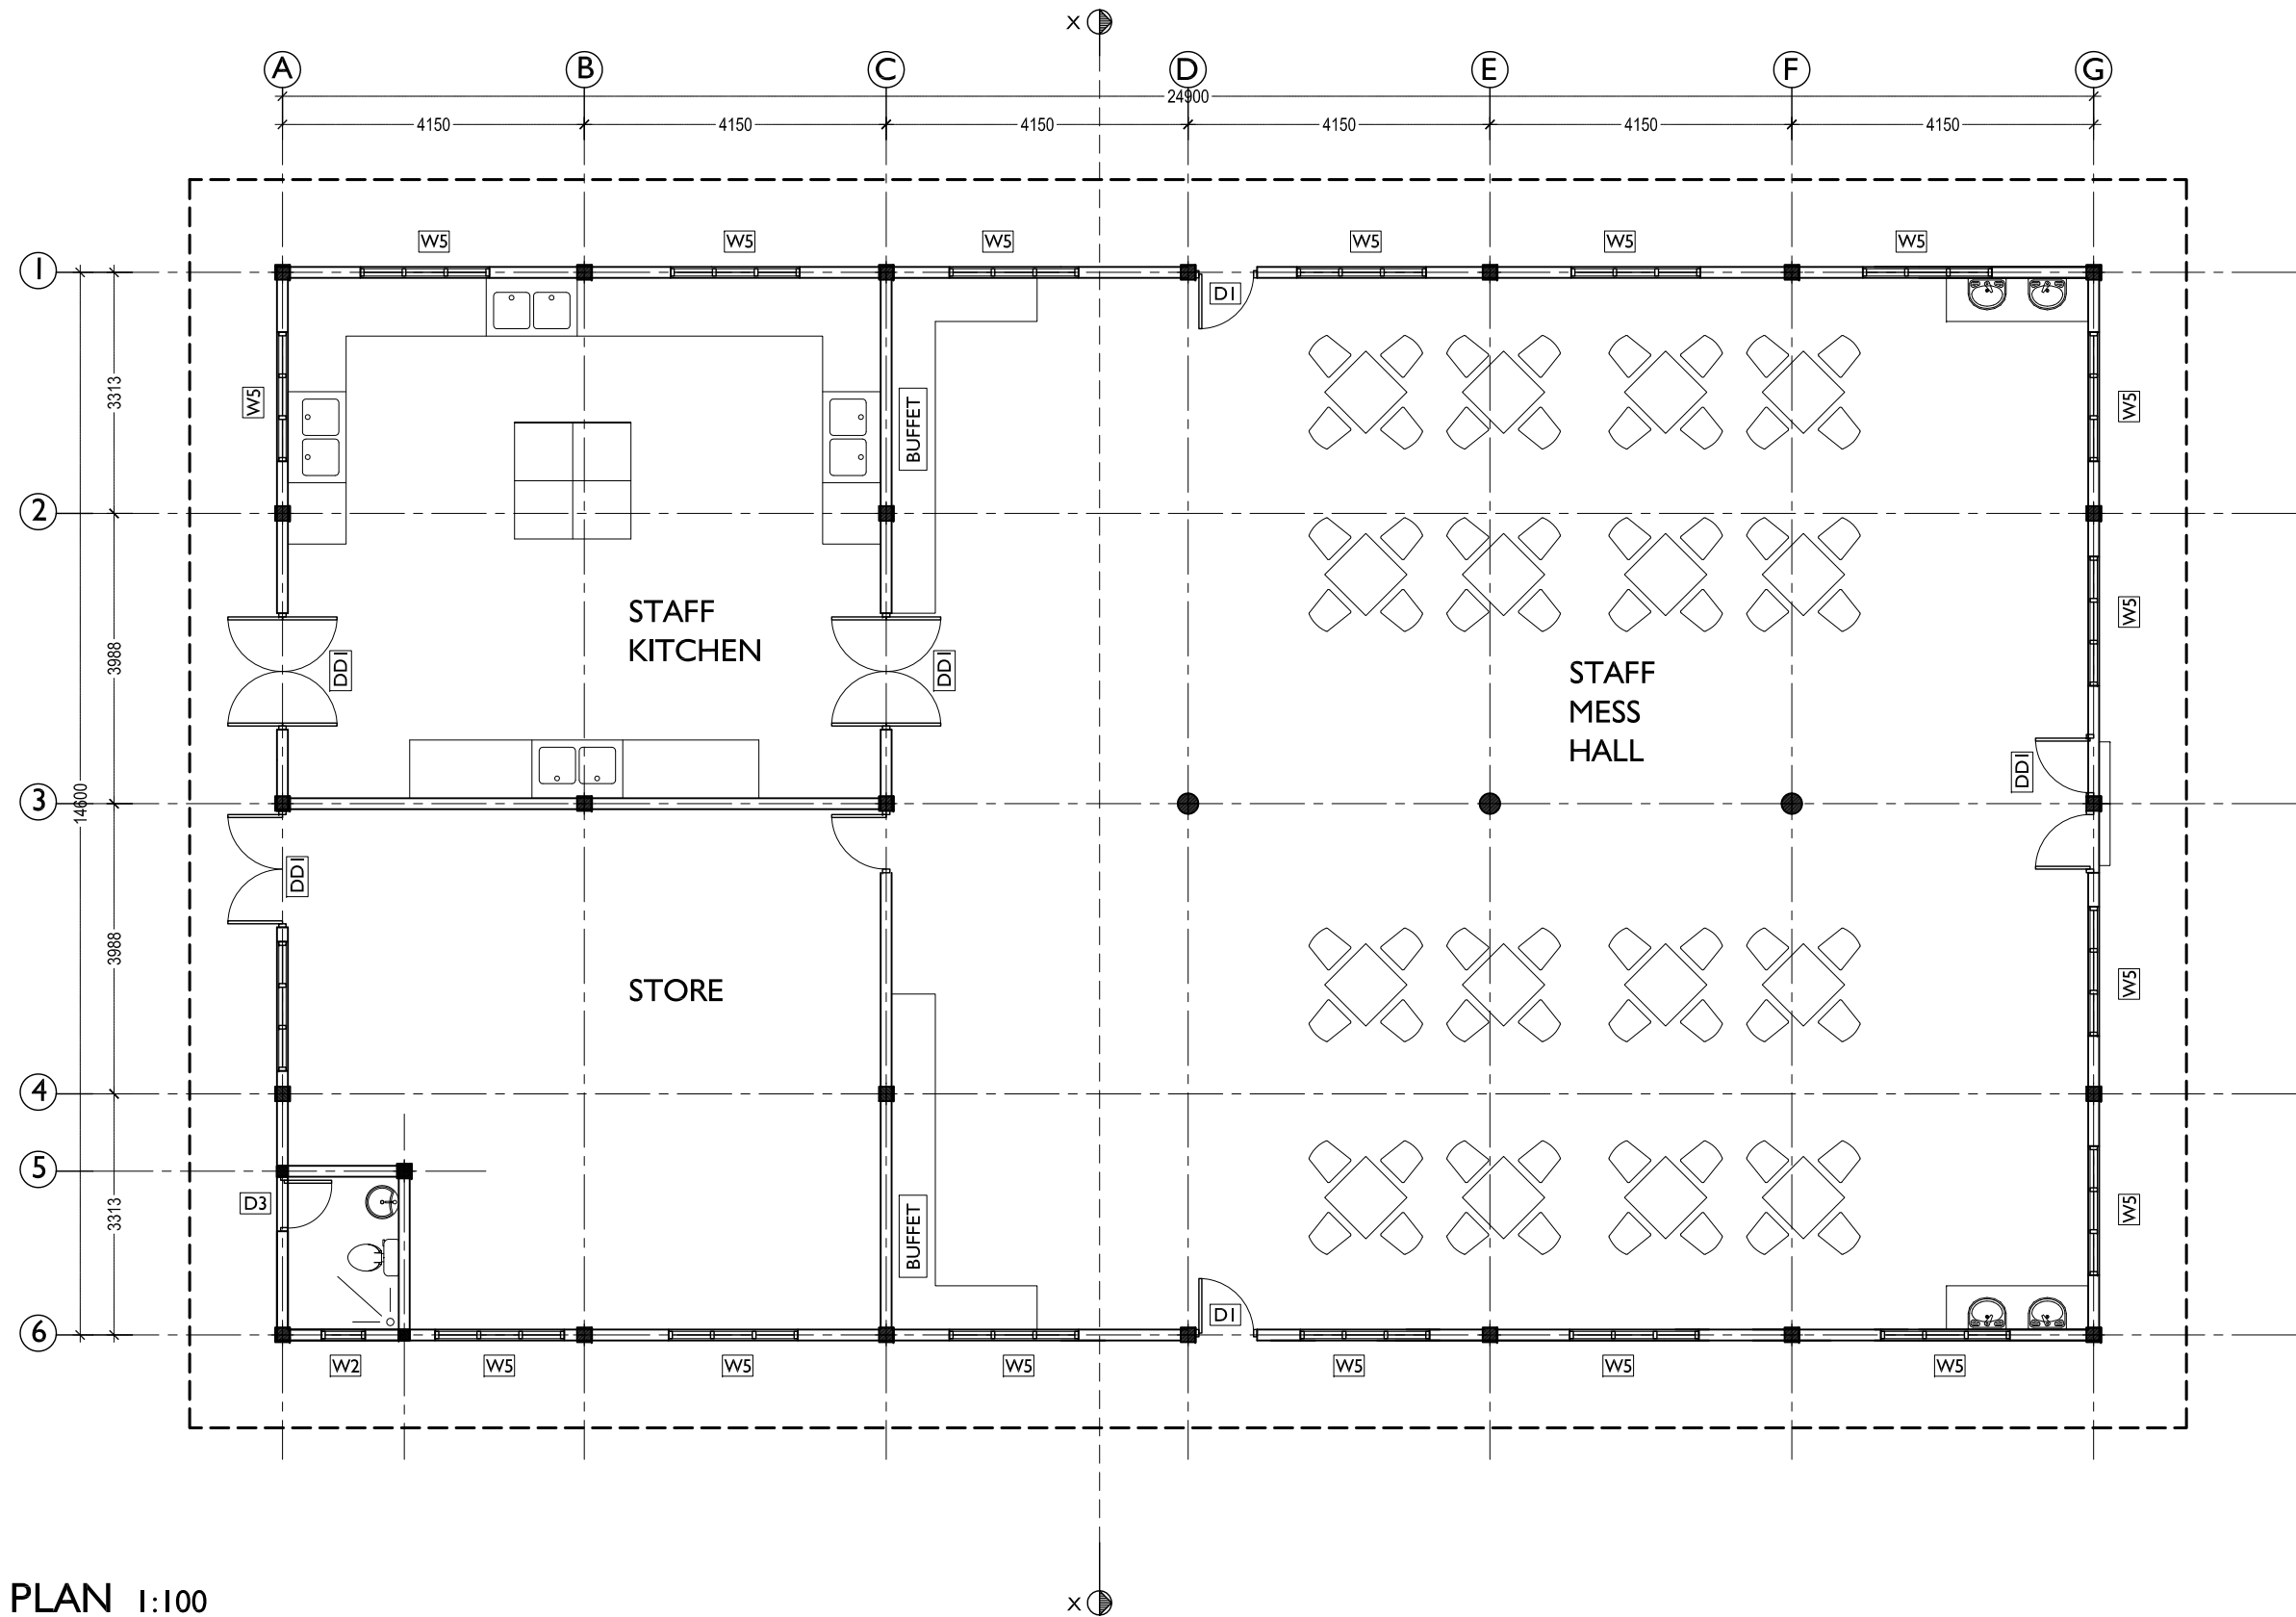 X
A B C D E F G
24900
4150 4150 4150 4150 4150 4150
W5 W5 W5 W5 W5 W5
1
D1
3313
W5
BUFFET
W5
2
STAFF
KITCHEN
W5
3988
DD1
DD1
STAFF
MESS
HALL
DD1
3
14600
DD1
3988
STORE
W5
4
5
D3
3313
BUFFET
W5
D1
6
W2 W5 W5 W5 W5 W5 W5
PLAN 1:100
X